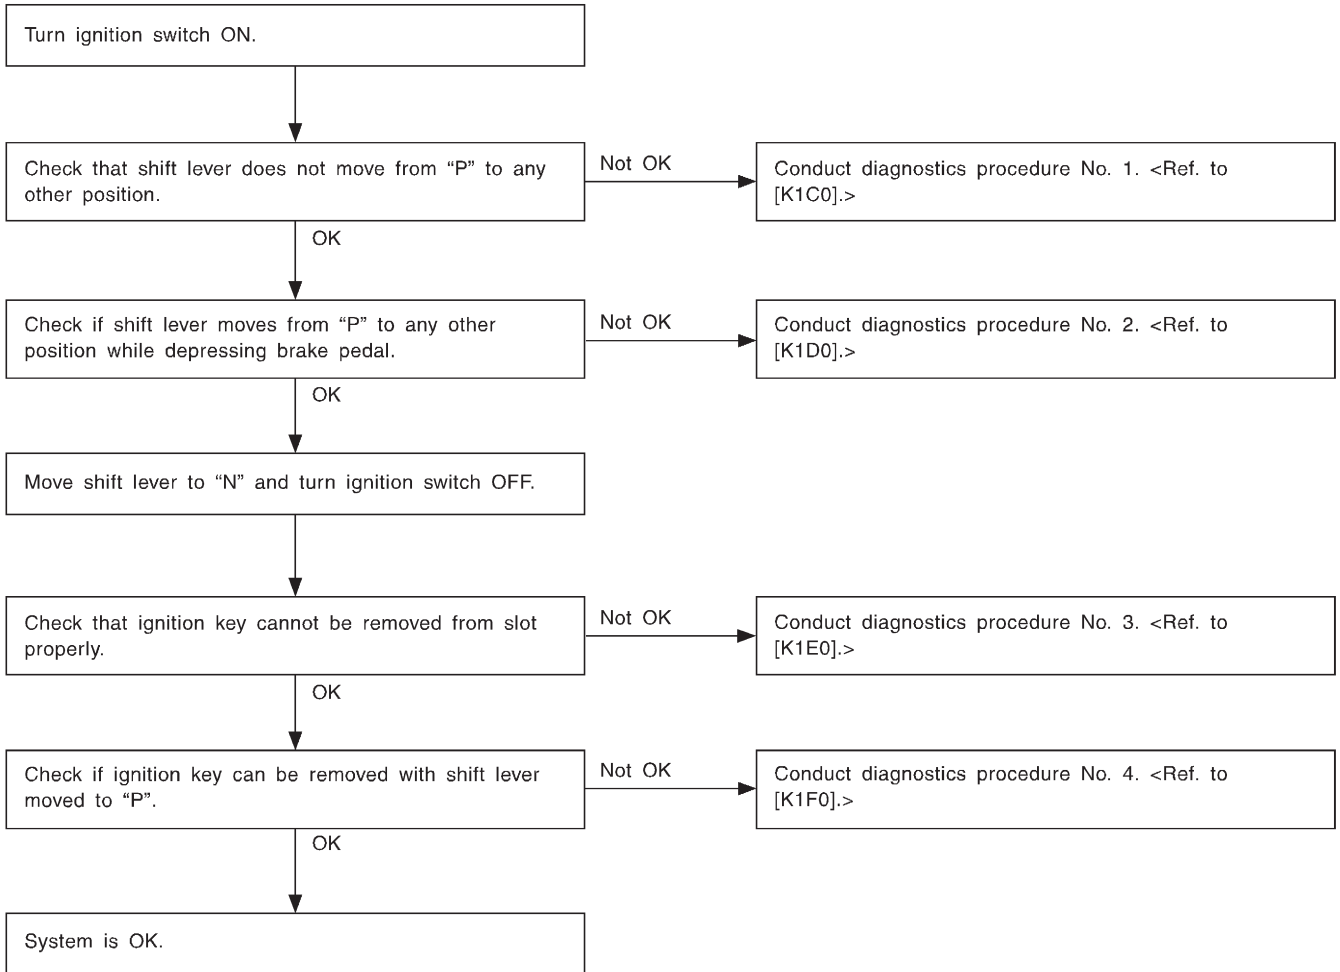 Turn ignition switch ON.
Check that shift lever does not move from “P” to any
other position.
Not OK
Conduct diagnostics procedure No. 1. <Ref. to
[K1C0].>
OK
Check if shift lever moves from “P” to any other
position while depressing brake pedal.
Not OK
Conduct diagnostics procedure No. 2. <Ref. to
[K1D0].>
OK
Move shift lever to “N” and turn ignition switch OFF.
Check that ignition key cannot be removed from slot
properly.
Not OK
Conduct diagnostics procedure No. 3. <Ref. to
[K1E0].>
OK
Check if ignition key can be removed with shift lever
moved to “P”.
Not OK
Conduct diagnostics procedure No. 4. <Ref. to
[K1F0].>
OK
System is OK.